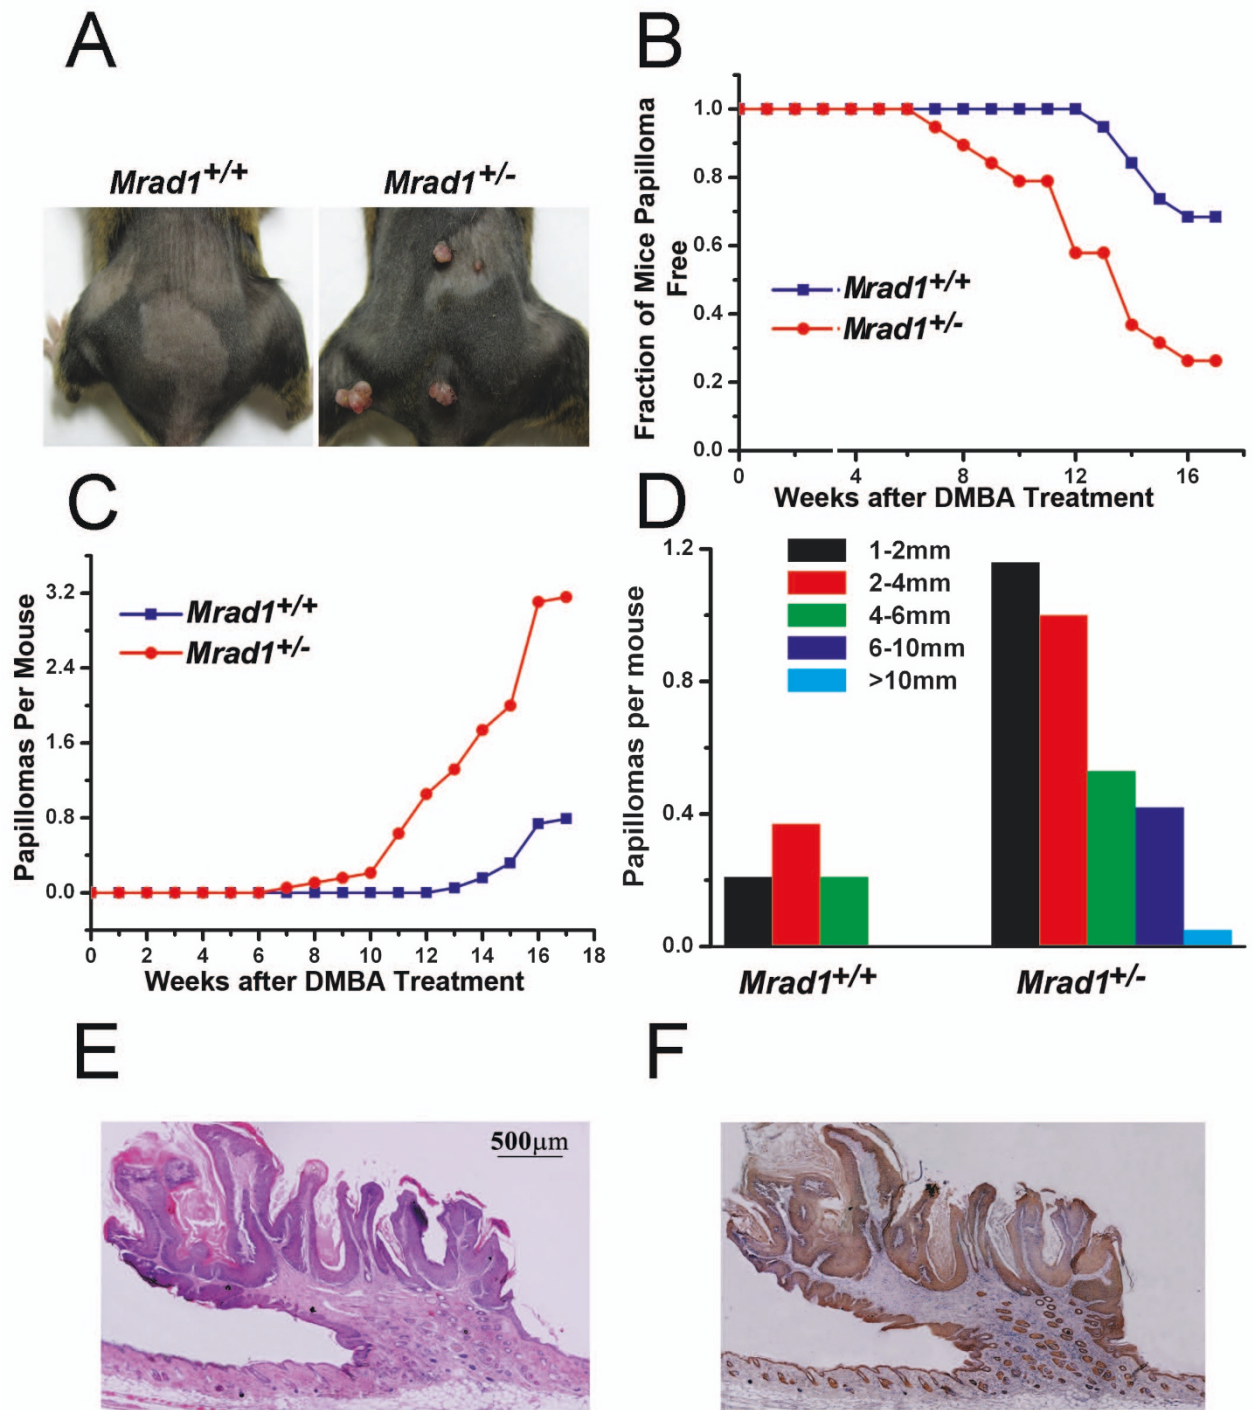 A
Mrad1+/+
Mrad1+/-
B
Fraction of Mice Papilloma
Free
1.0
0.8
0.6
0.4
0.2
0.0
Mrad1+/+
Mrad1+/-
0 4 8 12 16
Weeks after DMBA Treatment
C
Papillomas Per Mouse
3.2
2.4
1.6
0.8
0.0
Mrad1+/+
Mrad1+/-
0 2 4 6 8 10 12 14 16 18
Weeks after DMBA Treatment
D
Papillomas per mouse
1.2
0.8
0.4
0.0
1-2mm
2-4mm
4-6mm
6-10mm
>10mm
Mrad1+/+
Mrad1+/-
E
500µm
F